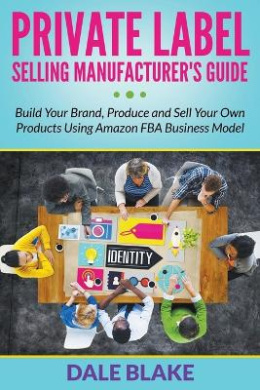 PRIVATE LABEL
SELLING MANUFACTURER'S GUIDE
Build Your Brand, Produce and Sell Your Own
Products Using Amazon FBA Business Model
IDENTITY
DALE BLAKE